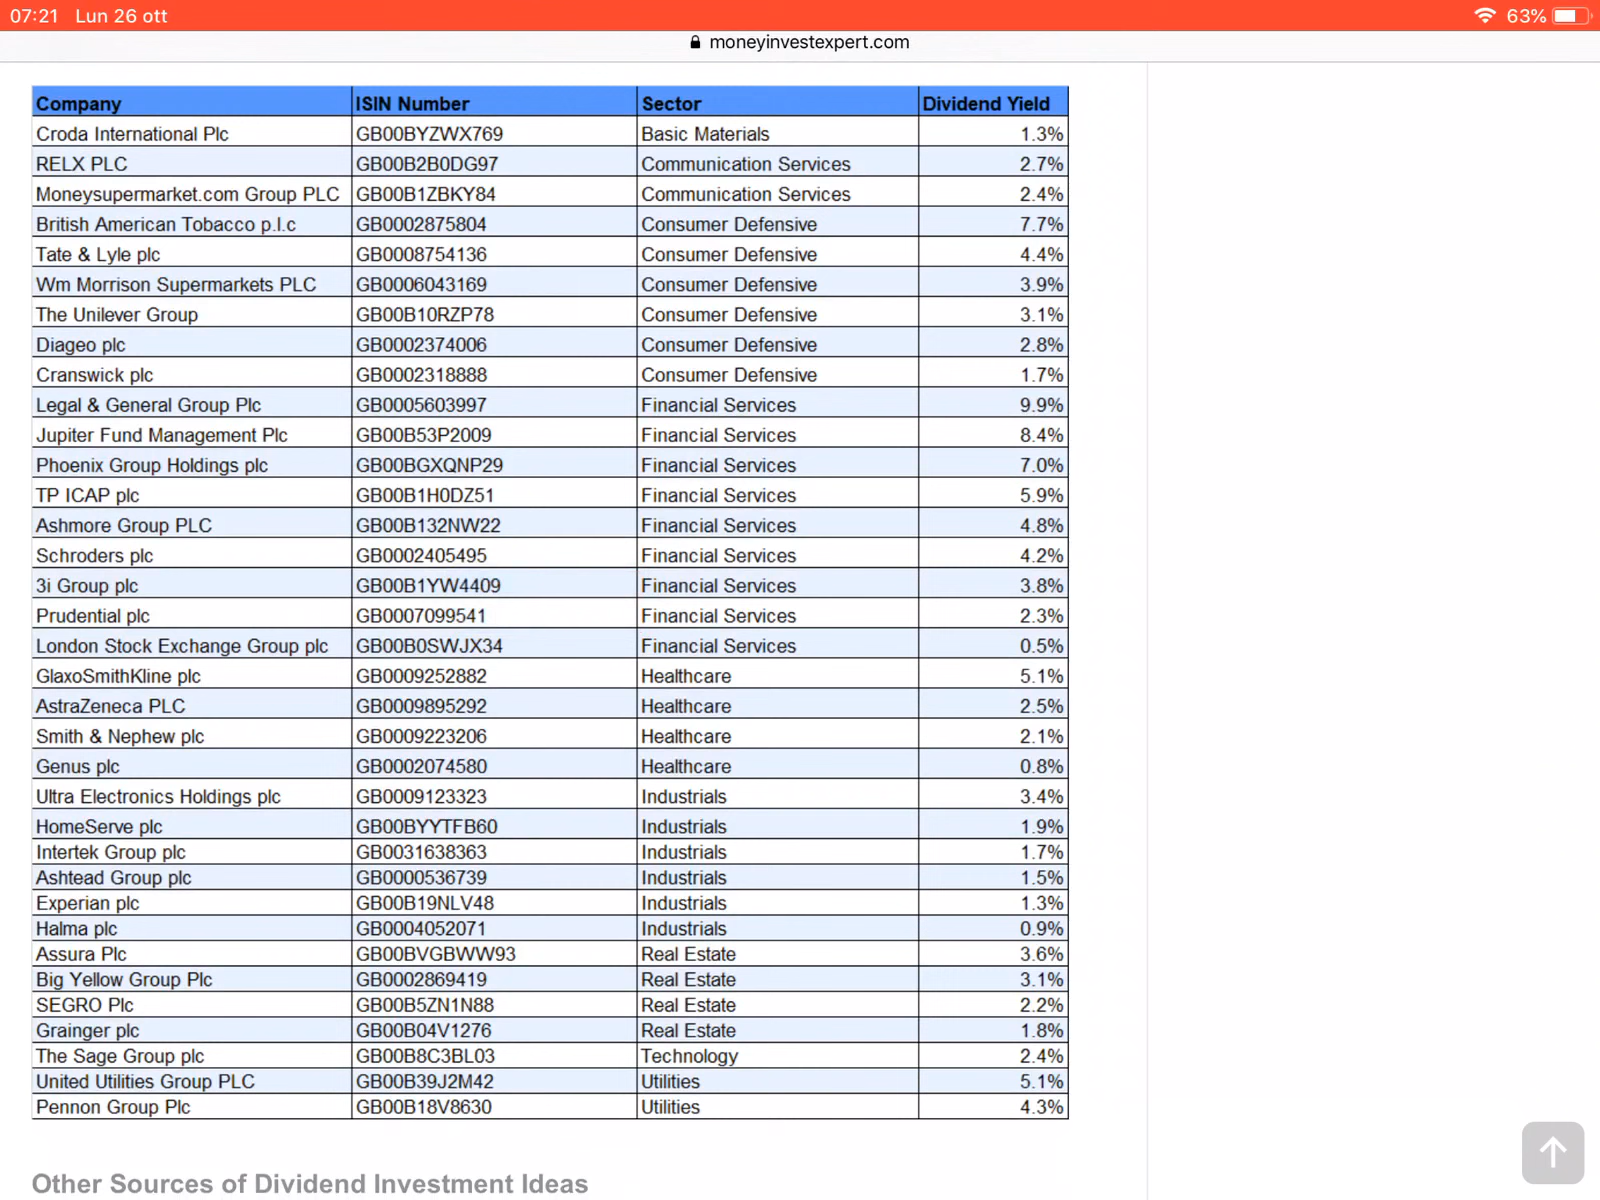 07:21 Lun 26 ott 63%
moneyinvestexpert.com
Company ISIN Number Sector Dividend Yield
Croda International Plc GB00BYZWX769 Basic Materials 1.3%
RELX PLC GB00B2B0DG97 Communication Services 2.7%
Moneysupermarket.com Group PLC GB00B1ZBKY84 Communication Services 2.4%
British American Tobacco p.l.c GB0002875804 Consumer Defensive 7.7%
Tate & Lyle plc GB0008754136 Consumer Defensive 4.4%
Wm Morrison Supermarkets PLC GB0006043169 Consumer Defensive 3.9%
The Unilever Group GB00B10RZP78 Consumer Defensive 3.1%
Diageo plc GB0002374006 Consumer Defensive 2.8%
Cranswick plc GB0002318888 Consumer Defensive 1.7%
Legal & General Group Plc GB0005603997 Financial Services 9.9%
Jupiter Fund Management Plc GB00B53P2009 Financial Services 8.4%
Phoenix Group Holdings plc GB00BGXQNP29 Financial Services 7.0%
TP ICAP plc GB00B1H0DZ51 Financial Services 5.9%
Ashmore Group PLC GB00B132NW22 Financial Services 4.8%
Schroders plc GB0002405495 Financial Services 4.2%
3i Group plc GB00B1YW4409 Financial Services 3.8%
Prudential plc GB0007099541 Financial Services 2.3%
London Stock Exchange Group plc GB00B0SWJX34 Financial Services 0.5%
GlaxoSmithKline plc GB0009252882 Healthcare 5.1%
AstraZeneca PLC GB0009895292 Healthcare 2.5%
Smith & Nephew plc GB0009223206 Healthcare 2.1%
Genus plc GB0002074580 Healthcare 0.8%
Ultra Electronics Holdings plc GB0009123323 Industrials 3.4%
HomeServe plc GB00BYYTFB60 Industrials 1.9%
Intertek Group plc GB0031638363 Industrials 1.7%
Ashtead Group plc GB0000536739 Industrials 1.5%
Experian plc GB00B19NLV48 Industrials 1.3%
Halma plc GB0004052071 Industrials 0.9%
Assura Plc GB00BVGBWW93 Real Estate 3.6%
Big Yellow Group Plc GB0002869419 Real Estate 3.1%
SEGRO Plc GB00B5ZN1N88 Real Estate 2.2%
Grainger plc GB00B04V1276 Real Estate 1.8%
The Sage Group plc GB00B8C3BL03 Technology 2.4%
United Utilities Group PLC GB00B39J2M42 Utilities 5.1%
Pennon Group Plc GB00B18V8630 Utilities 4.3%
Other Sources of Dividend Investment Ideas